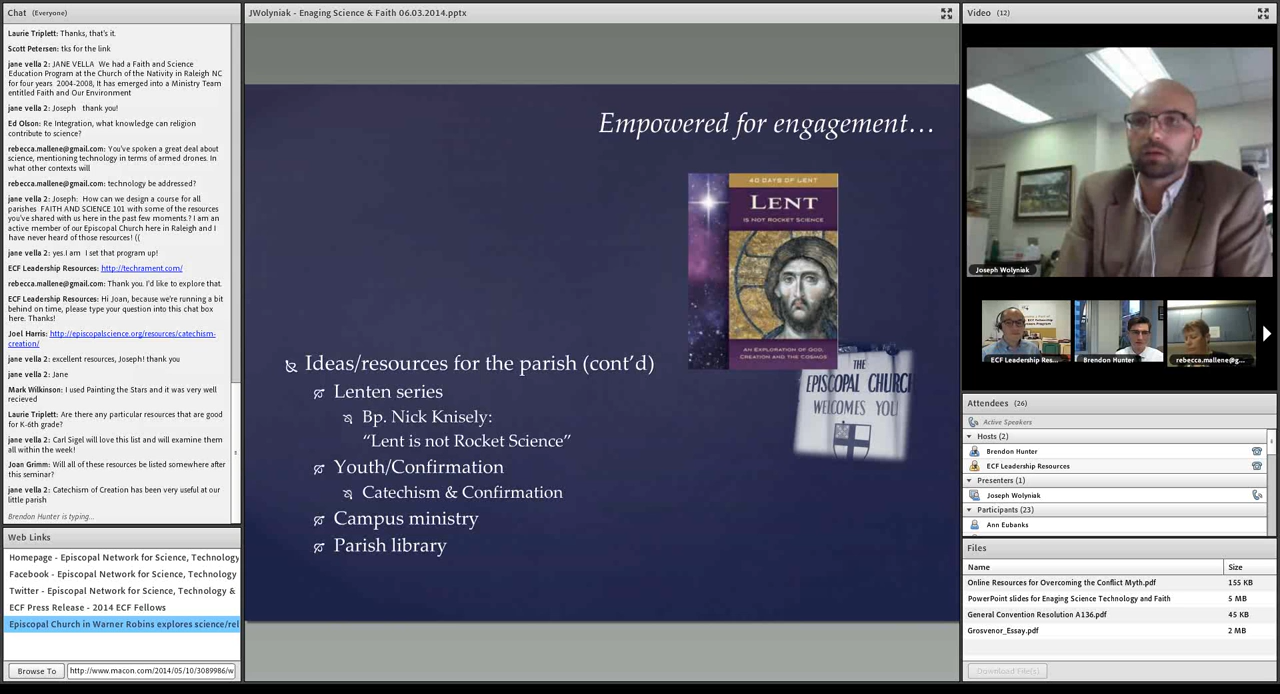 Chat (Everyone)
Laurie Triplett: Thanks, that's it.
Scott Petersen: tks for the link
jane vella 2: JANE VELLA We had a Faith and Science
Education Program at the Church of the Nativity in Raleigh NC
for four years 2004-2008, It has emerged into a Ministry Team
entitled Faith and Our Environment
jane vella 2: Joseph thank you!
Ed Olson: Re Integration, what knowledge can religion
contribute to science?
rebecca.mallene@gmail.com: You've spoken a great deal about
science, mentioning technology in terms of armed drones. In
what other contexts will
rebecca.mallene@gmail.com: technology be addressed?
jane vella 2: Joseph: How can we design a course for all
parishes FAITH AND SCIENCE 101 with some of the resources
you've shared with us here in the past few moments.? I am an
active member of our Episcopal Church here in Raleigh and I
have never heard of those resources! ((
jane vella 2: yes.I am I set that program up!
ECF Leadership Resources: http://techrament.com/
rebecca.mallene@gmail.com: Thank you. I'd like to explore that.
ECF Leadership Resources: Hi Joan, because we're running a bit
behind on time, please type your question into this chat box
here. Thanks!
Joel Harris: http://episcopalscience.org/resources/catechism-
creation/
jane vella 2: excellent resources, Joseph! thank you
jane vella 2: Jane
Mark Wilkinson: I used Painting the Stars and it was very well
recieved
Laurie Triplett: Are there any particular resources that are good
for K-6th grade?
jane vella 2: Carl Sigel will love this list and will examine them
all within the week!
Joan Grimm: Will all of these resources be listed somewhere after
this seminar?
jane vella 2: Catechism of Creation has been very useful at our
little parish
Brendon Hunter is typing...
Web Links
Homepage - Episcopal Network for Science, Technology
Facebook - Episcopal Network for Science, Technology
Twitter - Episcopal Network for Science, Technology &
ECF Press Release - 2014 ECF Fellows
Episcopal Church in Warner Robins explores science/rel
Browse To
http://www.macon.com/2014/05/10/3089986/w
JWolyniak - Enaging Science & Faith 06.03.2014.pptx
Empowered for engagement…
40 DAYS OF LENT
LENT
IS NOT ROCKET SCIENCE
AN EXPLORATION OF GOD,
CREATION AND THE COSMOS
THE
EPISCOPAL CHURCH
WELCOMES YOU
Ideas/resources for the parish (cont'd)
Lenten series
Bp. Nick Knisely:
“Lent is not Rocket Science”
Youth/Confirmation
Catechism & Confirmation
Campus ministry
Parish library
Video (12)
Joseph Wolyniak
ECF Leadership Res...
Brendon Hunter
rebecca.mallene@g...
Attendees (26)
Active Speakers
Hosts (2)
Brendon Hunter
ECF Leadership Resources
Presenters (1)
Joseph Wolyniak
Participants (23)
Ann Eubanks
Files
Name Size
Online Resources for Overcoming the Conflict Myth.pdf 155 KB
PowerPoint slides for Enaging Science Technology and Faith 5 MB
General Convention Resolution A136.pdf 45 KB
Grosvenor_Essay.pdf 2 MB
Download File(s)